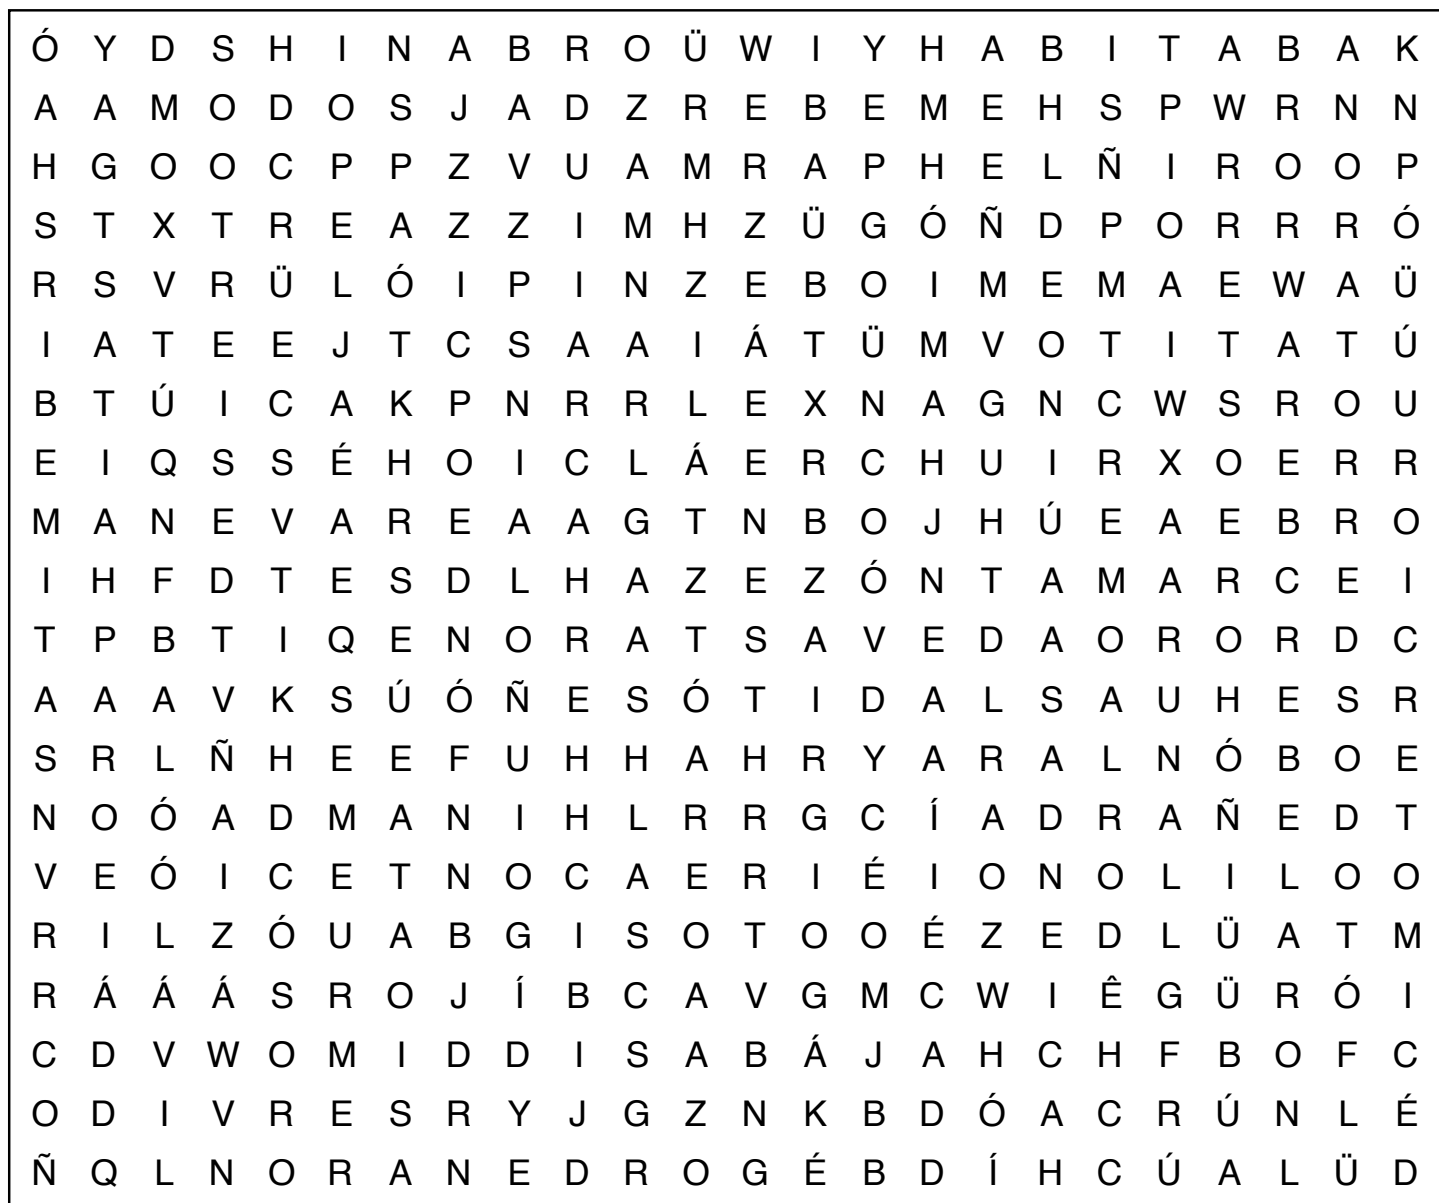 Ó Y D S H I N A B R O Ü W I Y H A B I T A B A K
A A M O D O S J A D Z R E B E M E H S P W R N N
H G O O C P P Z V U A M R A P H E L Ñ I R O O P
S T X T R E A Z Z I M H Z Ü G Ó Ñ D P O R R R Ó
R S V R Ü L Ó I P I N Z E B O I M E M A E W A Ü
I A T E E J T C S A A I Á T Ü M V O T I T A T Ú
B T Ú I C A K P N R R L E X N A G N C W S R O U
E I Q S S É H O I C L Á E R C H U I R X O E R R
M A N E V A R E A A G T N B O J H Ú E A E B R O
I H F D T E S D L H A Z E Z Ó N T A M A R C E I
T P B T I Q E N O R A T S A V E D A O R O R D C
A A A V K S Ú Ó Ñ E S Ó T I D A L S A U H E S R
S R L Ñ H E E F U H H A H R Y A R A L N Ó B O E
N O Ó A D M A N I H L R R G C Í A D R A Ñ E D T
V E Ó I C E T N O C A E R I É I O N O L I L O O
R I L Z Ó U A B G I S O T O O É Z E D L Ü A T M
R Á Á Á S R O J Í B C A V G M C W I Ê G Ü R Ó I
C D V W O M I D D I S A B Á J A H C H F B O F C
O D I V R E S R Y J G Z N K B D Ó A C R Ú N L É
Ñ Q L N O R A N E D R O G É B D Í H C Ú A L Ü D